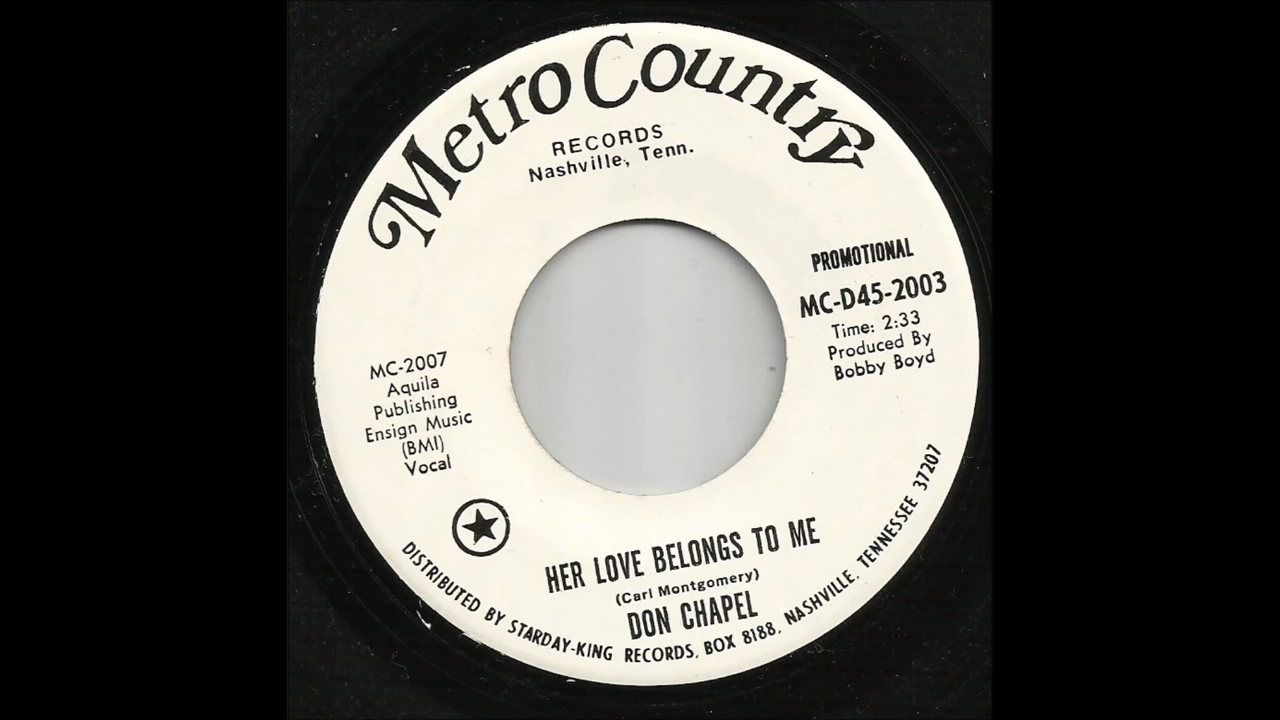 Metro Country
RECORDS
Nashville, Tenn.
PROMOTIONAL
MC-D45-2003
Time: 2:33
Produced By
Bobby Boyd
MC-2007
Aquila
Publishing
Ensign Music
(BMI)
Vocal
HER LOVE BELONGS TO ME
(Carl Montgomery)
DON CHAPEL
DISTRIBUTED BY STARDAY-KING RECORDS, BOX 8188, NASHVILLE, TENNESSEE 37207